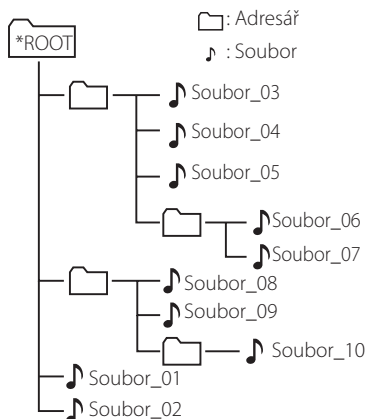 *ROOT
: Adresář
: Soubor
Soubor_03
Soubor_04
Soubor_05
Soubor_06
Soubor_07
Soubor_08
Soubor_09
Soubor_10
Soubor_01
Soubor_02